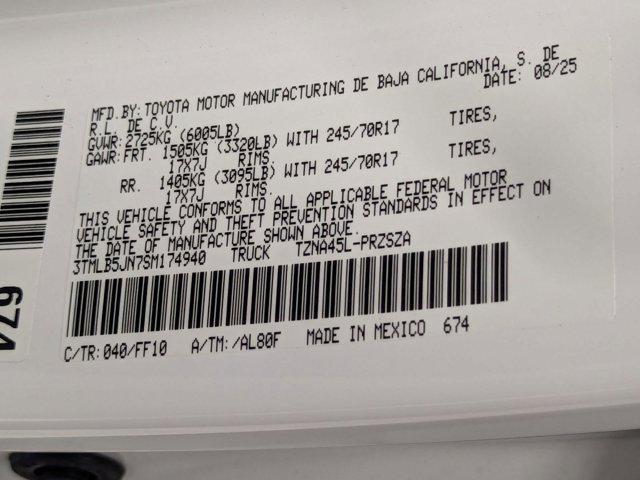 MFD.BY:TOYOTA MOTOR MANUFACTURING DE BAJA CALIFORNIA, S. DE
R.L. DE C.V. DATE: 08/25
GVWR:2725KG (6005LB)
GAWR:FRT. 1505KG (3320LB) WITH 245/70R17 TIRES,
17X7J RIMS.
RR. 1405KG (3095LB) WITH 245/70R17 TIRES,
17X7J RIMS.
THIS VEHICLE CONFORMS TO ALL APPLICABLE FEDERAL MOTOR
VEHICLE SAFETY AND THEFT PREVENTION STANDARDS IN EFFECT ON
THE DATE OF MANUFACTURE SHOWN ABOVE.
3TMLB5JN7SM174940 TRUCK TZNA45L-PRZSZA
C/TR:040/FF10 A/TM:/AL80F MADE IN MEXICO 674
674